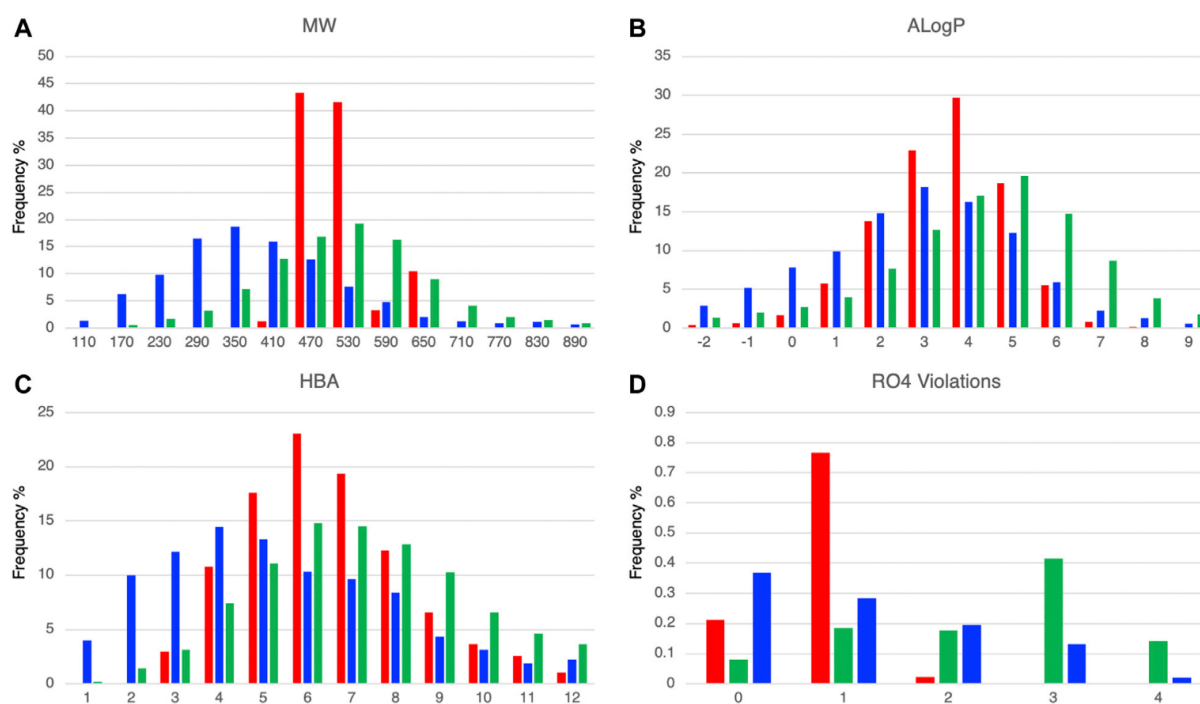 A
MW
Frequency %
50
45
40
35
30
25
20
15
10
5
0
110 170 230 290 350 410 470 530 590 650 710 770 830 890
B
ALogP
Frequency %
35
30
25
20
15
10
5
0
-2 -1 0 1 2 3 4 5 6 7 8 9
C
HBA
Frequency %
25
20
15
10
5
0
1 2 3 4 5 6 7 8 9 10 11 12
D
RO4 Violations
Frequency %
0.9
0.8
0.7
0.6
0.5
0.4
0.3
0.2
0.1
0
0 1 2 3 4